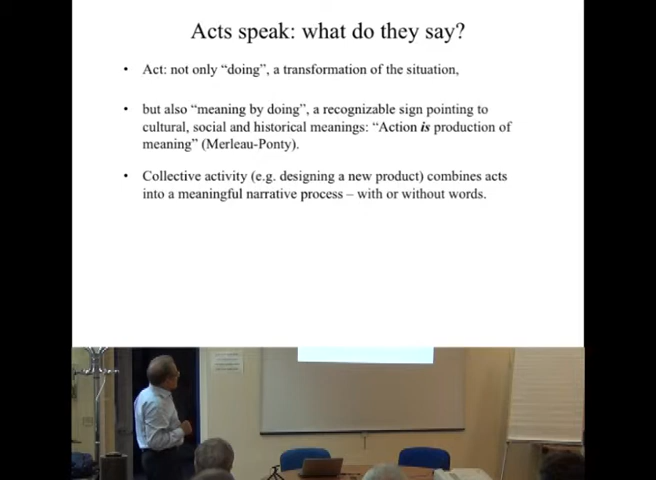 Acts speak: what do they say?
• Act: not only “doing”, a transformation of the situation,
• but also “meaning by doing”, a recognizable sign pointing to
cultural, social and historical meanings: “Action is production of
meaning” (Merleau-Ponty).
• Collective activity (e.g. designing a new product) combines acts
into a meaningful narrative process – with or without words.